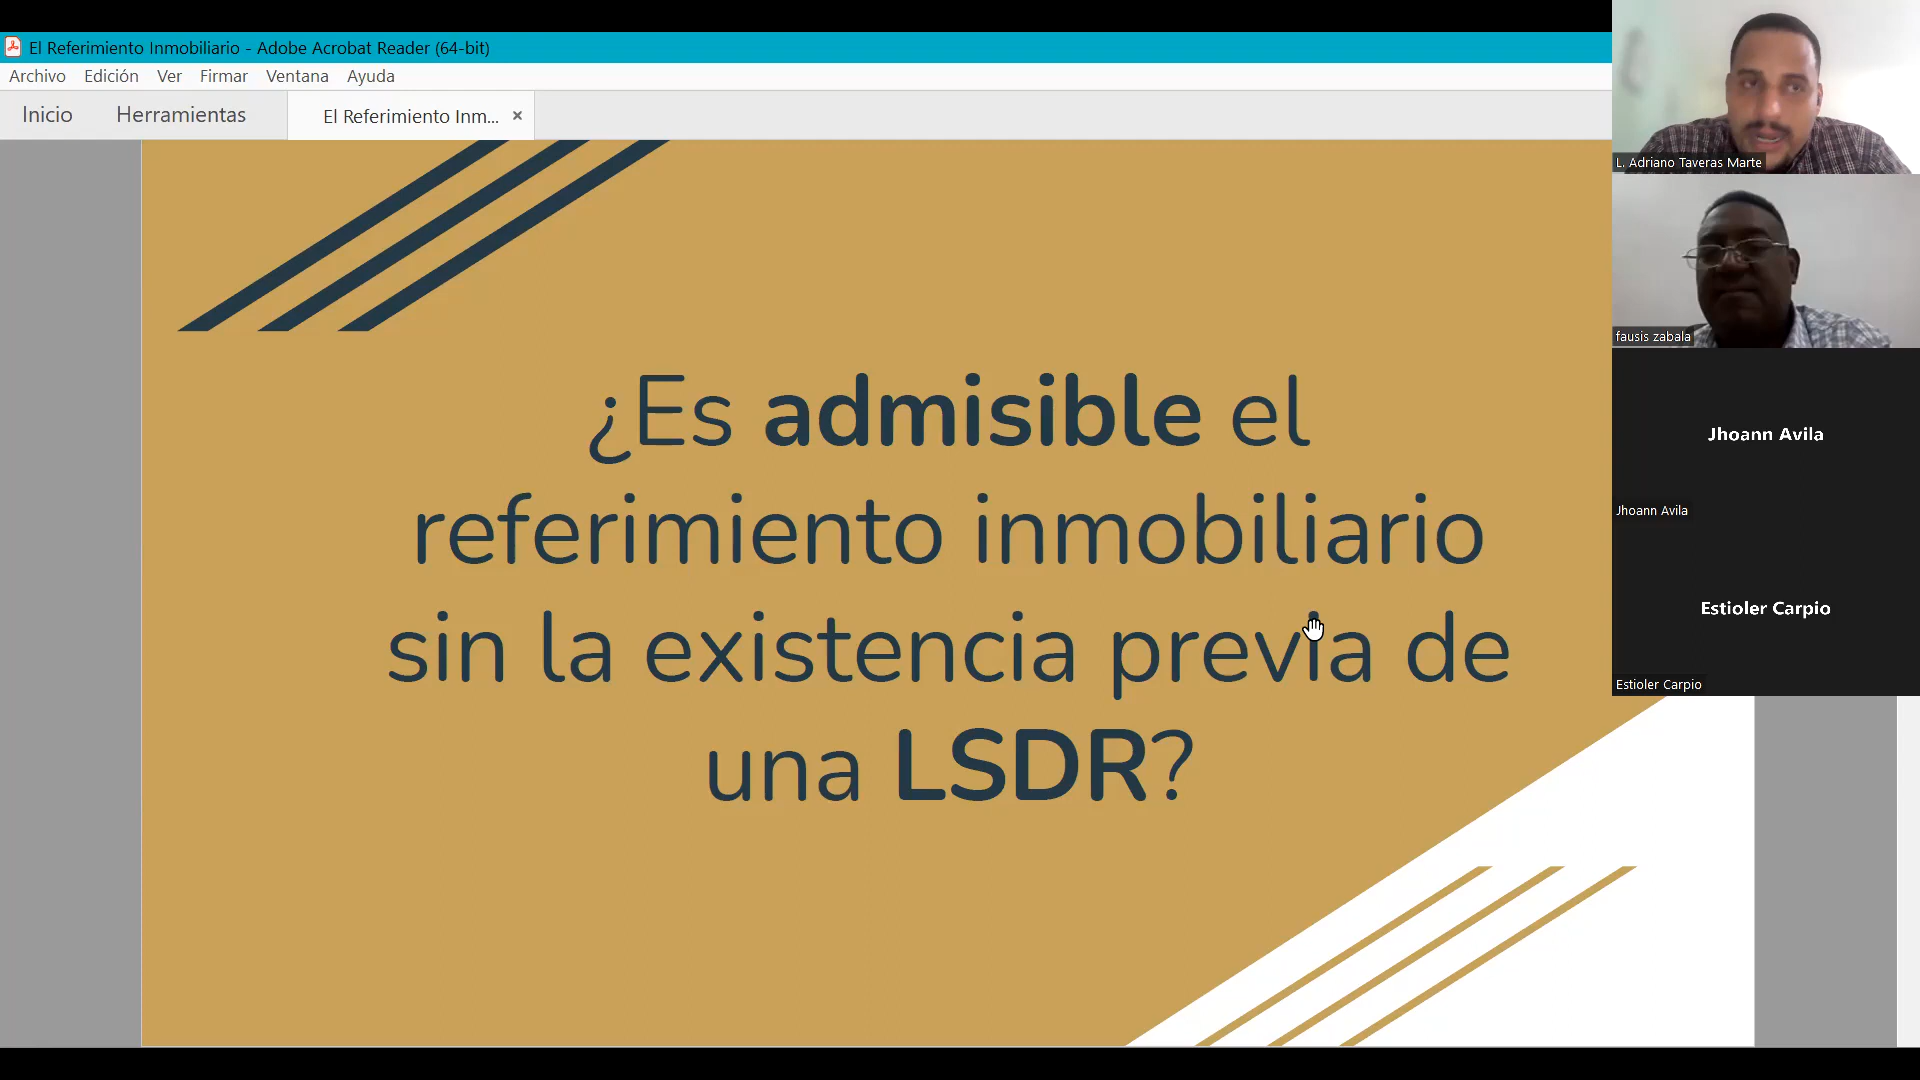 El Referimiento Inmobiliario - Adobe Acrobat Reader (64-bit)
Archivo Edición Ver Firmar Ventana Ayuda
Inicio Herramientas El Referimiento Inm... ×
¿Es admisible el
referimiento inmobiliario
sin la existencia previa de
una LSDR?
L. Adriano Taveras Marte
fausis zabala
Jhoann Avila
Jhoann Avila
Estioler Carpio
Estioler Carpio